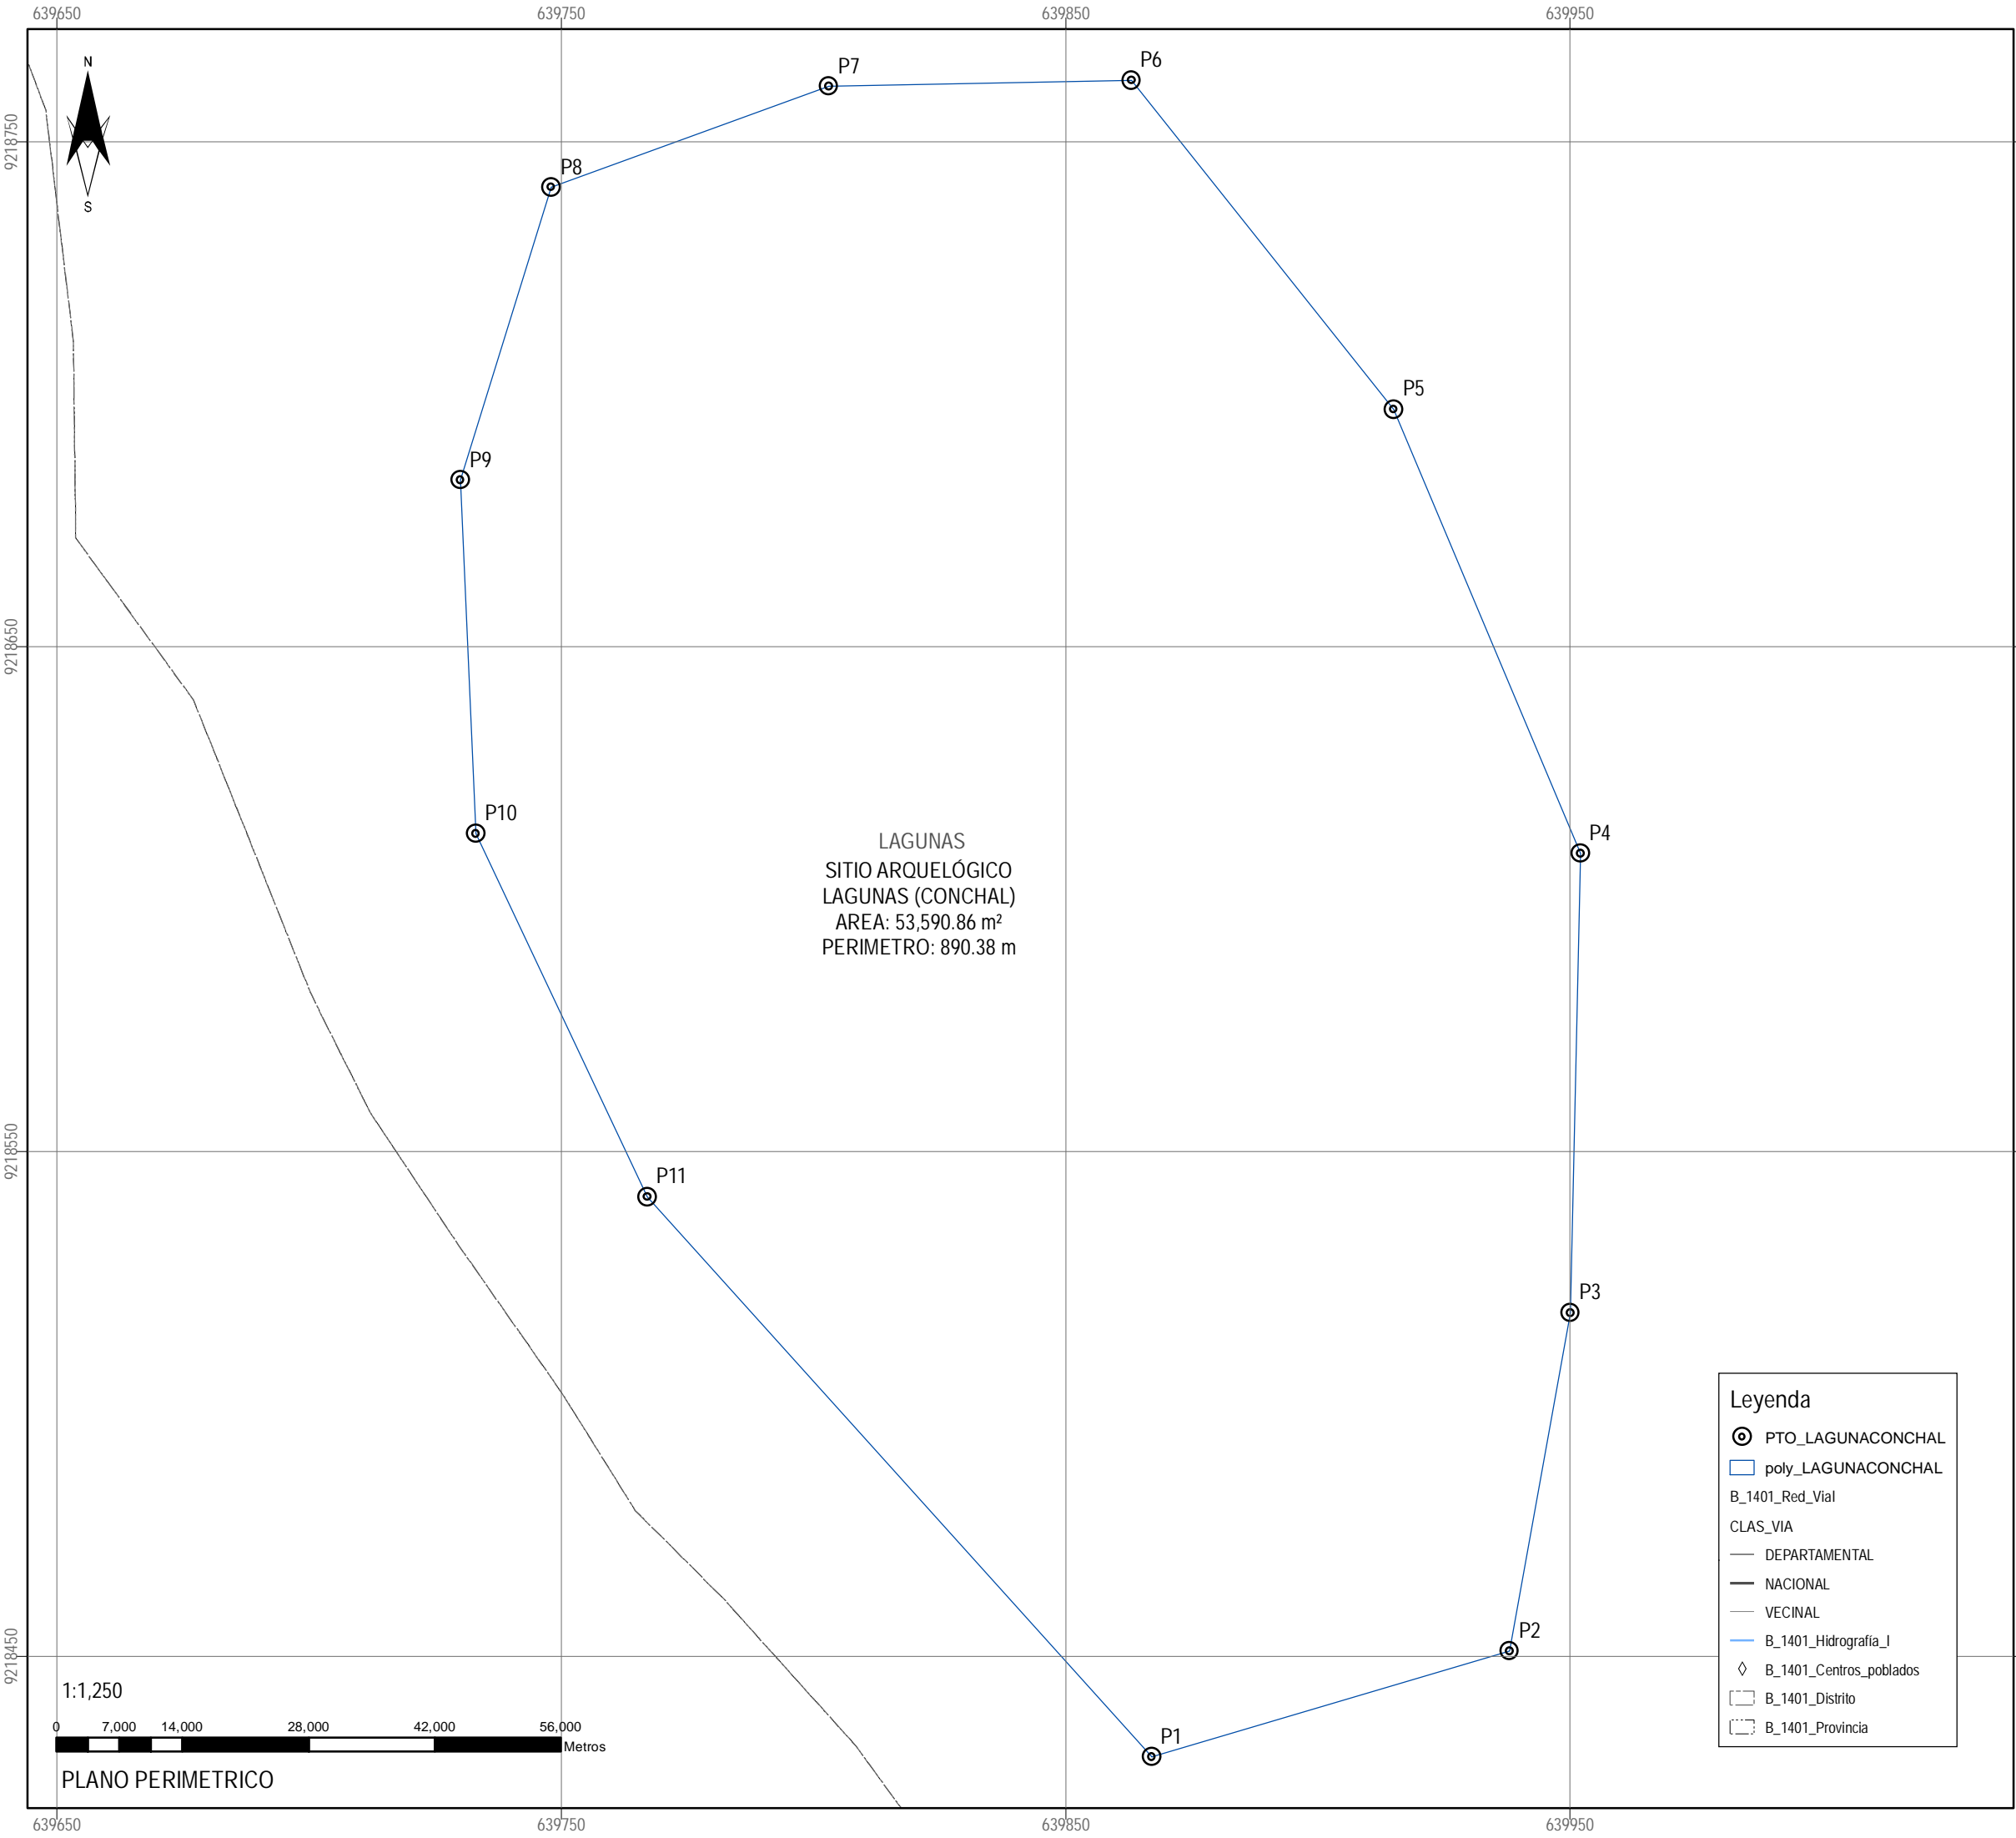 639650
639750
639850
639950
N
S
P7
P6
9218750
P8
P5
P9
9218650
P10
P4
LAGUNAS
SITIO ARQUELÓGICO
LAGUNAS (CONCHAL)
AREA: 53,590.86 m²
PERIMETRO: 890.38 m
9218550
P11
P3
P2
9218450
P1
Leyenda
PTO_LAGUNACONCHAL
poly_LAGUNACONCHAL
B_1401_Red_Vial
CLAS_VIA
DEPARTAMENTAL
NACIONAL
VECINAL
B_1401_Hidrografía_l
B_1401_Centros_poblados
B_1401_Distrito
B_1401_Provincia
1:1,250
0 7,000 14,000 28,000 42,000 56,000
Metros
PLANO PERIMETRICO
639650
639750
639850
639950